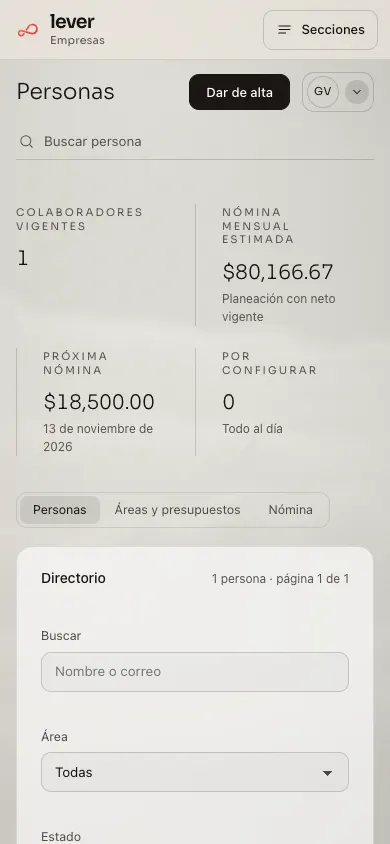 lever
Empresas
Secciones
Personas
Dar de alta
GV
Buscar persona
COLABORADORES
VIGENTES
1
NÓMINA
MENSUAL
ESTIMADA
$80,166.67
Planeación con neto
vigente
PRÓXIMA
NÓMINA
$18,500.00
13 de noviembre de
2026
POR
CONFIGURAR
0
Todo al día
Personas
Áreas y presupuestos
Nómina
Directorio
1 persona · página 1 de 1
Buscar
Nombre o correo
Área
Todas
Estado